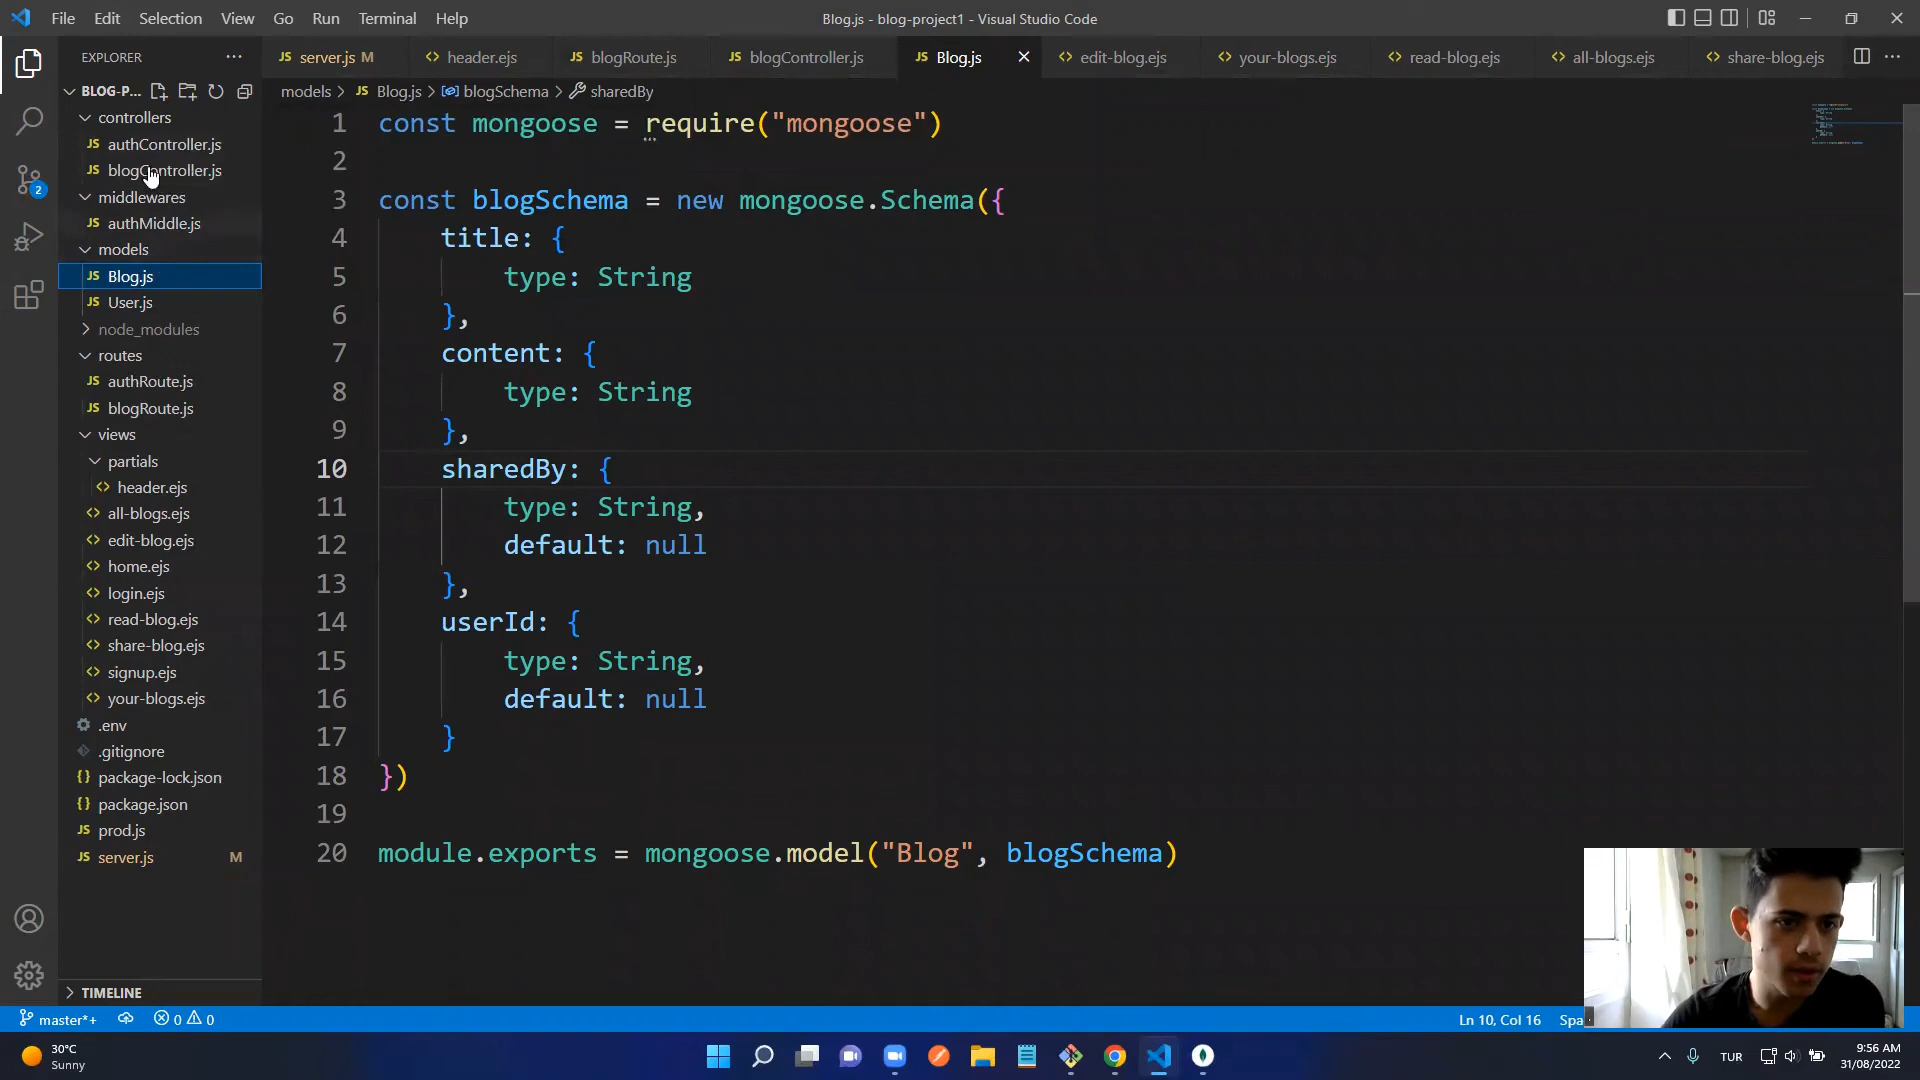 File Edit Selection View Go Run Terminal Help
Blog.js - blog-project1 - Visual Studio Code
EXPLORER
server.js M
header.ejs
blogRoute.js
blogController.js
Blog.js
edit-blog.ejs
your-blogs.ejs
read-blog.ejs
all-blogs.ejs
share-blog.ejs
BLOG-P...
models > JS Blog.js > blogSchema > sharedBy
controllers
JS authController.js
JS blogController.js
middlewares
JS authMiddle.js
models
JS Blog.js
JS User.js
node_modules
routes
JS authRoute.js
JS blogRoute.js
views
partials
header.ejs
all-blogs.ejs
edit-blog.ejs
home.ejs
login.ejs
read-blog.ejs
share-blog.ejs
signup.ejs
your-blogs.ejs
.env
.gitignore
package-lock.json
package.json
JS prod.js
JS server.js M
TIMELINE
1 const mongoose = require("mongoose")
2
3 const blogSchema = new mongoose.Schema({
4 title: {
5 type: String
6 },
7 content: {
8 type: String
9 },
10 sharedBy: {
11 type: String,
12 default: null
13 },
14 userId: {
15 type: String,
16 default: null
17 }
18 })
19
20 module.exports = mongoose.model("Blog", blogSchema)
2
master*+ 0 0
Ln 10, Col 16 Spa
30°C
Sunny
TUR
9:56 AM
31/08/2022